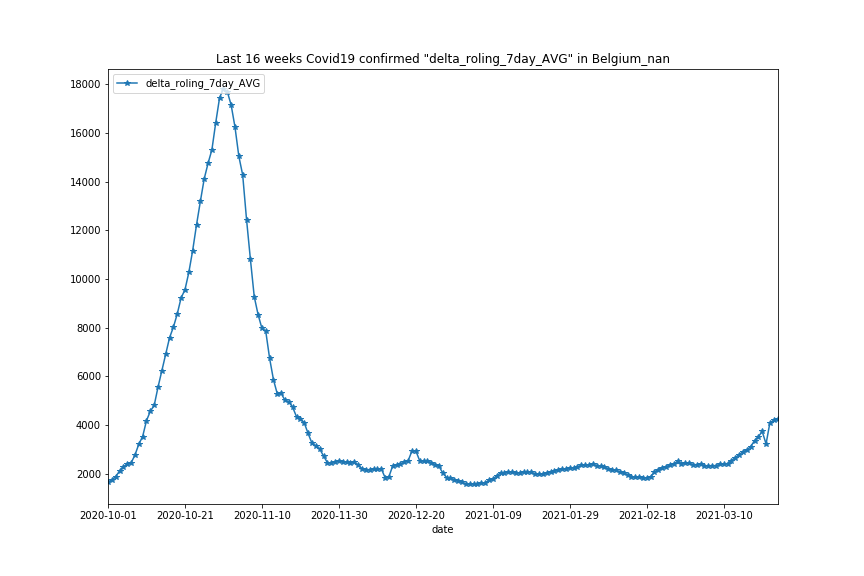 Last 16 weeks Covid19 confirmed "delta_roling_7day_AVG" in Belgium_nan
delta_roling_7day_AVG
18000
16000
14000
12000
10000
8000
6000
4000
2000
2020-10-01 2020-10-21 2020-11-10 2020-11-30 2020-12-20 2021-01-09 2021-01-29 2021-02-18 2021-03-10
date